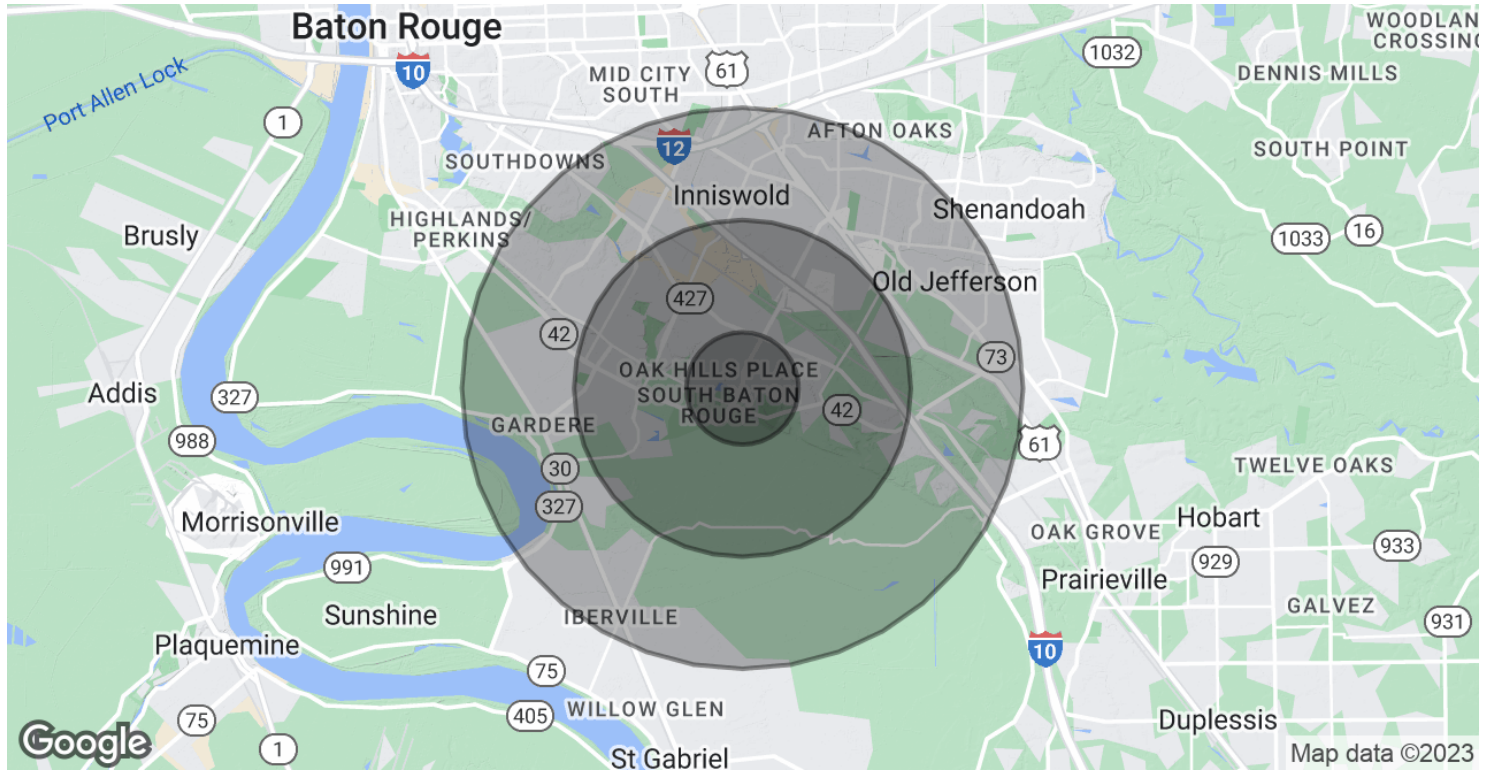 Baton Rouge
WOODLAN
CROSSING
1032
61
10
MID CITY
SOUTH
DENNIS MILLS
Port Allen Lock
1
AFTON OAKS
12
SOUTHDOWNS
SOUTH POINT
Inniswold
Shenandoah
HIGHLANDS/
PERKINS
Brusly
1033
16
Old Jefferson
427
42
73
OAK HILLS PLACE
SOUTH BATON
ROUGE
42
Addis
327
GARDERE
988
61
30
TWELVE OAKS
327
Morrisonville
Hobart
OAK GROVE
933
929
991
Prairieville
Sunshine
IBERVILLE
GALVEZ
931
Plaquemine
10
75
WILLOW GLEN
405
75
Duplessis
1
St Gabriel
Google
Map data ©2023